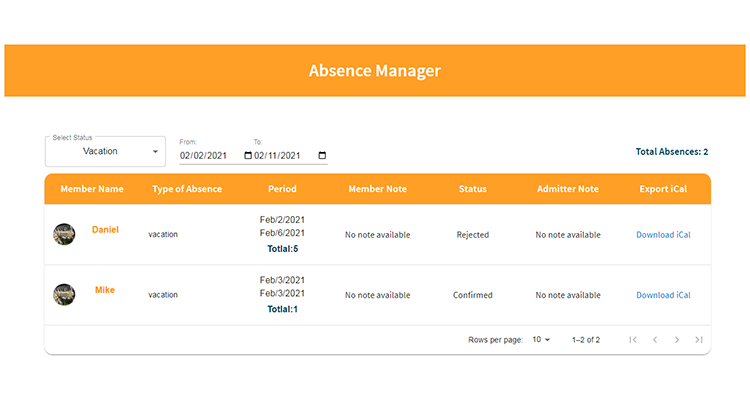 Absence Manager
Select Status
Vacation
From:
To:
02/02/2021
02/11/2021
Total Absences: 2
Member Name Type of Absence Period Member Note Status Admitter Note Export iCal
Feb/2/2021
Daniel
Feb/6/2021
vacation No note available Rejected No note available Download iCal
Totlal:5
Feb/3/2021
Mike
Feb/3/2021
vacation No note available Confirmed No note available Download iCal
Totlal:1
Rows per page: 10 1–2 of 2